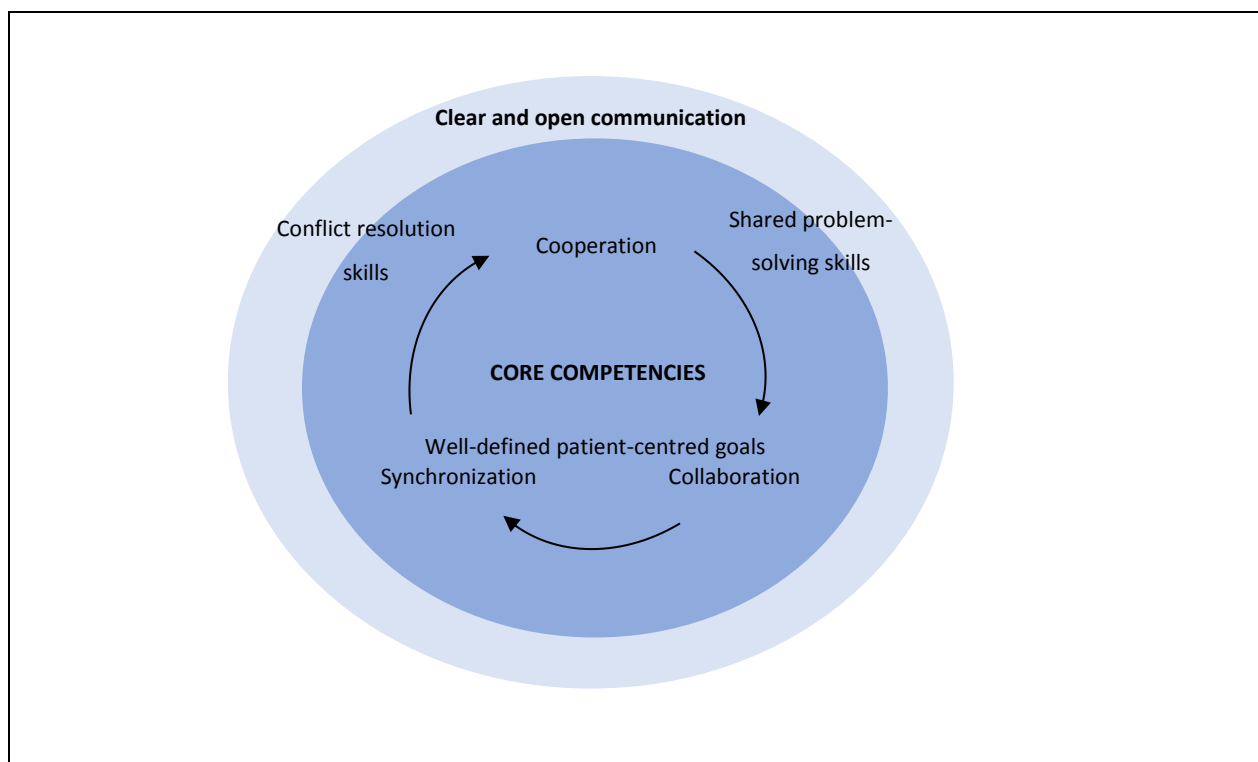 Clear and open communication
Conflict resolution
skills
Cooperation
Shared problem-
solving skills
CORE COMPETENCIES
Well-defined patient-centred goals
Synchronization
Collaboration